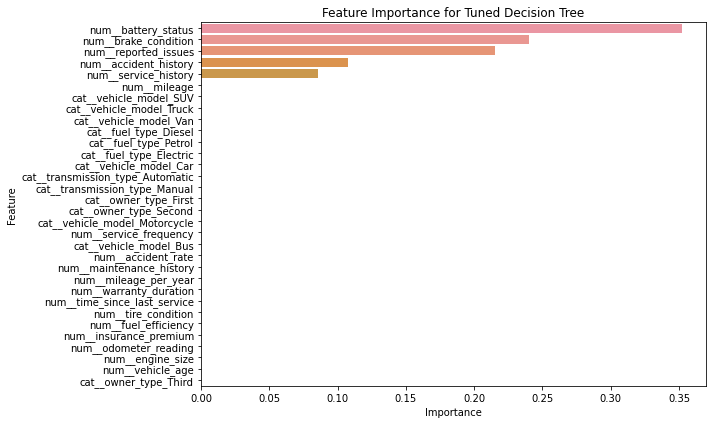 Feature Importance for Tuned Decision Tree
num__battery_status
num__brake_condition
num__reported_issues
num__accident_history
num__service_history
num__mileage
cat__vehicle_model_SUV
cat__vehicle_model_Truck
cat__vehicle_model_Van
cat__fuel_type_Diesel
cat__fuel_type_Petrol
cat__fuel_type_Electric
cat__vehicle_model_Car
cat__transmission_type_Automatic
cat__transmission_type_Manual
cat__owner_type_First
cat__owner_type_Second
cat__vehicle_model_Motorcycle
num__service_frequency
cat__vehicle_model_Bus
num__accident_rate
num__maintenance_history
num__mileage_per_year
num__warranty_duration
num__time_since_last_service
num__tire_condition
num__fuel_efficiency
num__insurance_premium
num__odometer_reading
num__engine_size
num__vehicle_age
cat__owner_type_Third
Feature
0.00 0.05 0.10 0.15 0.20 0.25 0.30 0.35
Importance